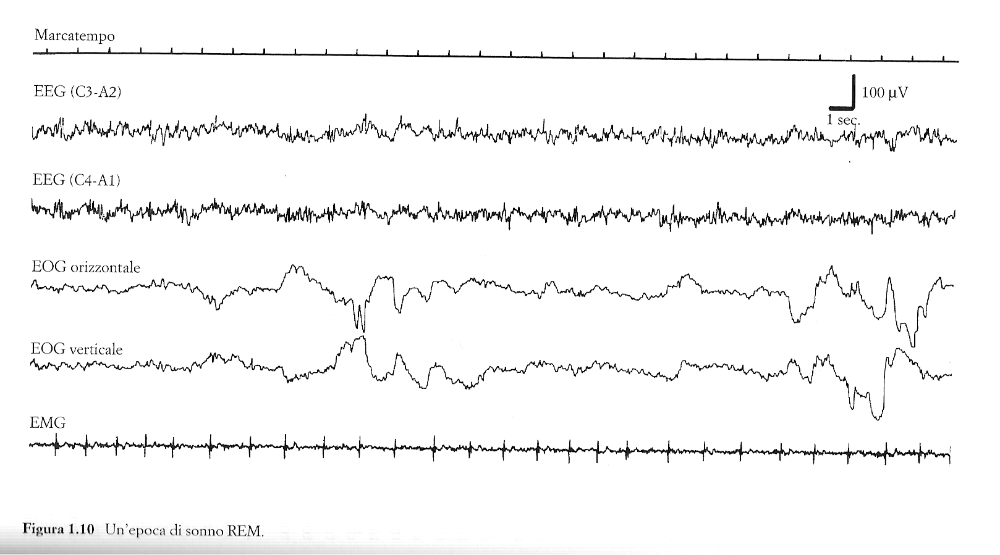 Marcatempo
EEG (C3-A2)
100 µV
1 sec.
EEG (C4-A1)
EOG orizzontale
EOG verticale
EMG
Figura 1.10 Un'epoca di sonno REM.